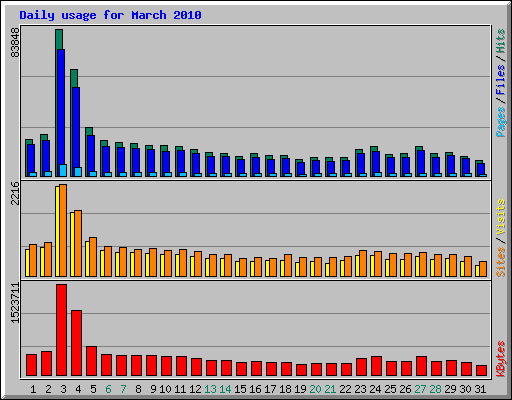 Daily usage for March 2010
83848
Pages/Files/Hits
2216
Sites/Visits
1523711
KBytes
1 2 3 4 5 6 7 8 9 10 11 12 13 14 15 16 17 18 19 20 21 22 23 24 25 26 27 28 29 30 31